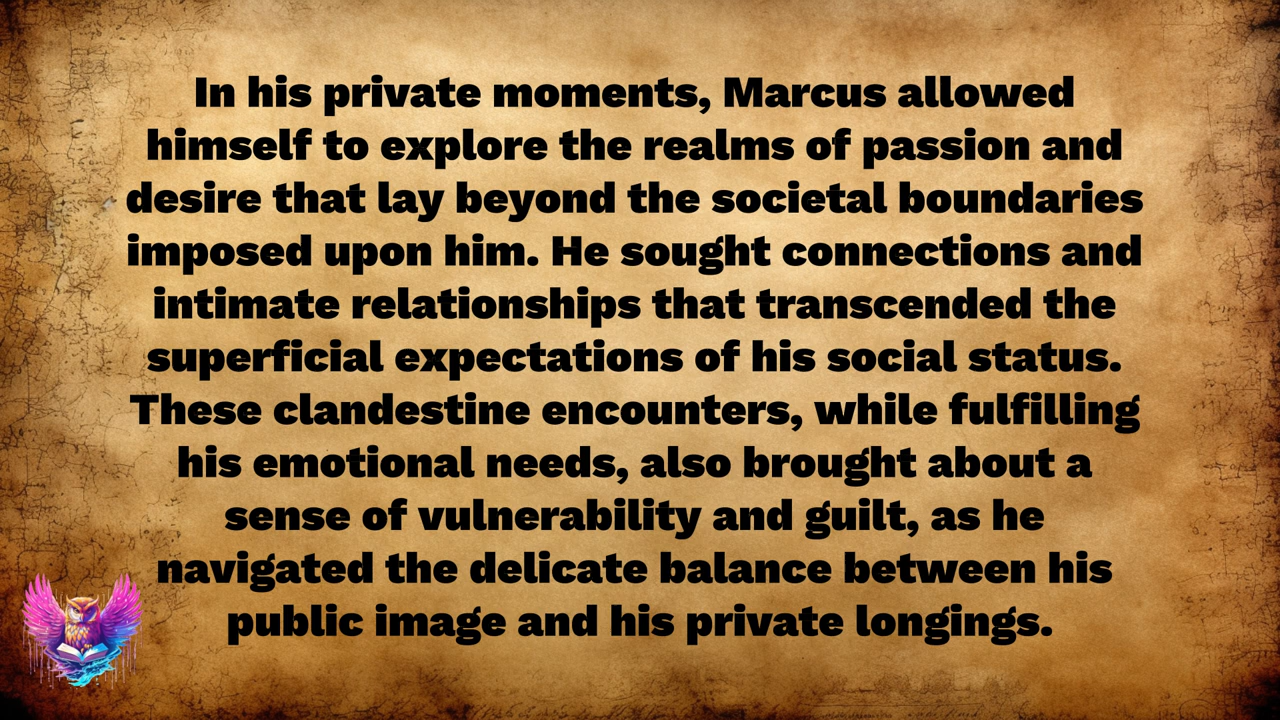 In his private moments, Marcus allowed
himself to explore the realms of passion and
desire that lay beyond the societal boundaries
imposed upon him. He sought connections and
intimate relationships that transcended the
superficial expectations of his social status.
These clandestine encounters, while fulfilling
his emotional needs, also brought about a
sense of vulnerability and guilt, as he
navigated the delicate balance between his
public image and his private longings.